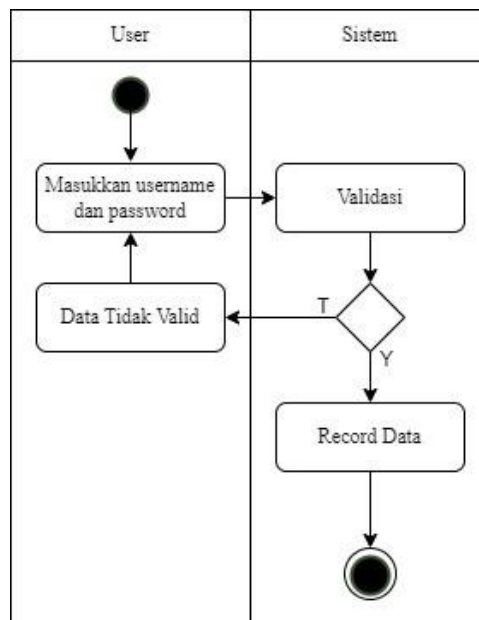 User
Sistem
Masukkan username
dan password
Validasi
Data Tidak Valid
T
Y
Record Data